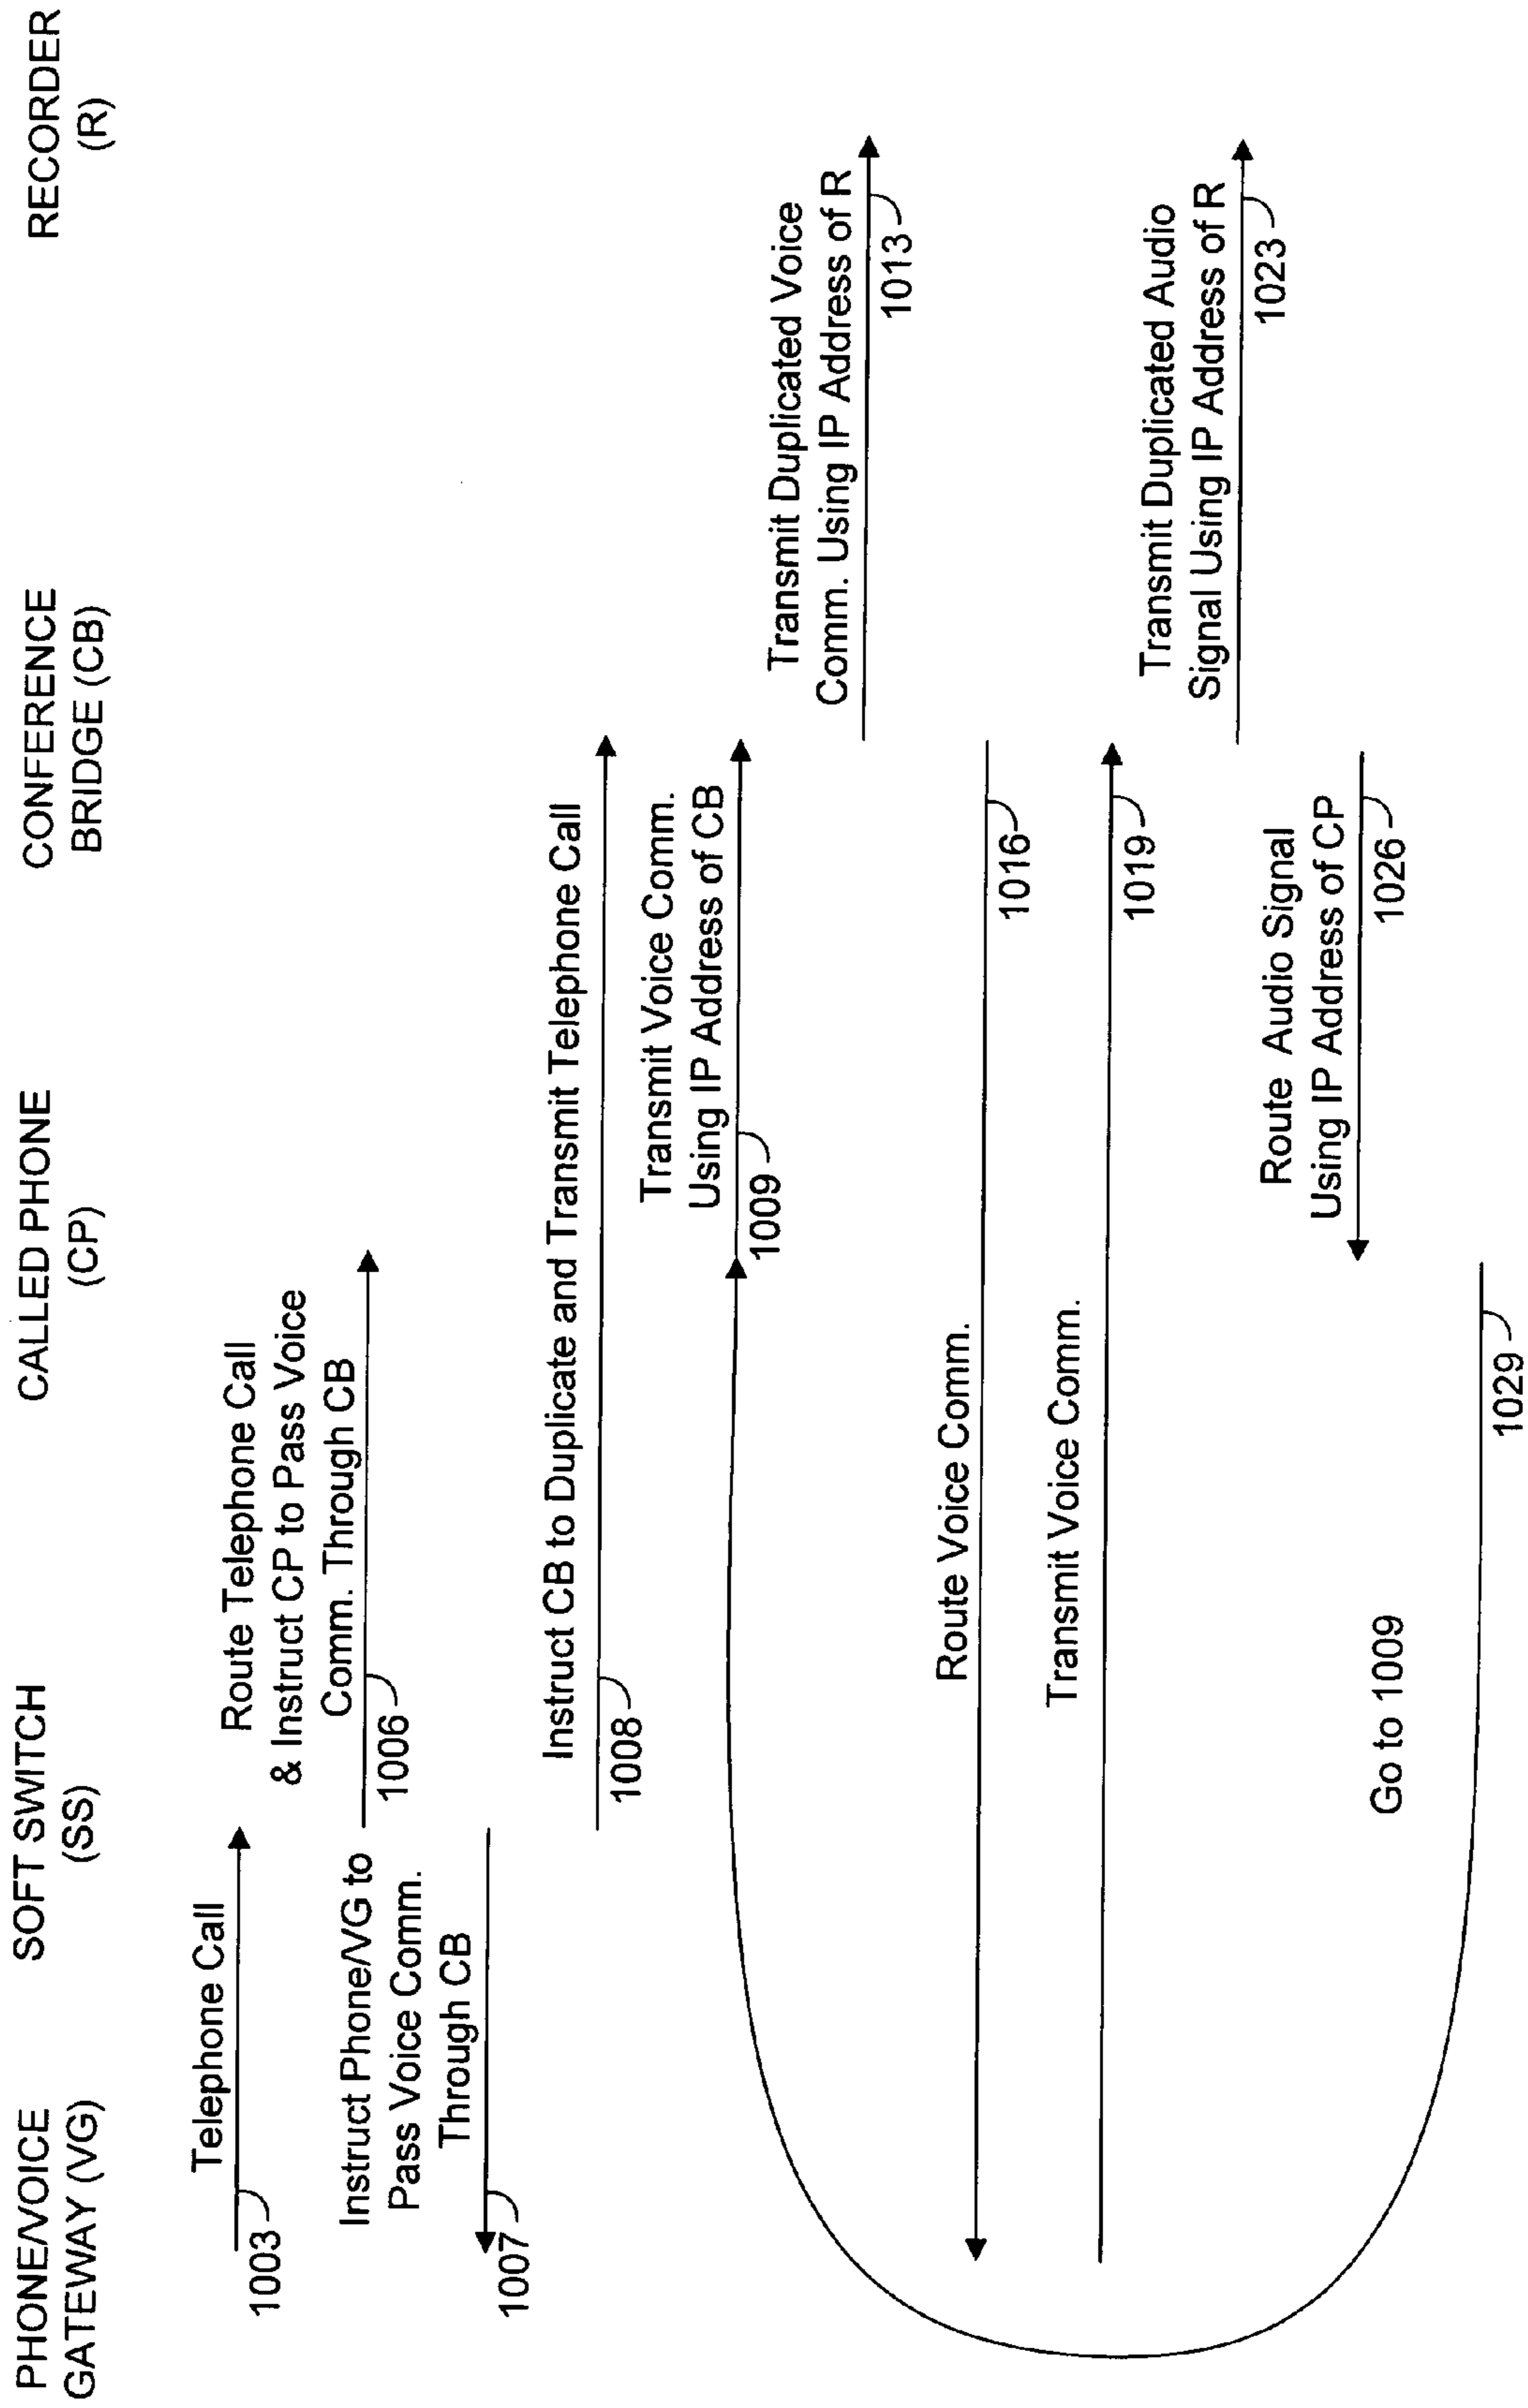 PHONE/VOICE
GATEWAY (VG)
SOFT SWITCH
(SS)
CALLED PHONE
(CP)
CONFERENCE
BRIDGE (CB)
RECORDER
(R)
Telephone Call
1003
Route Telephone Call
& Instruct CP to Pass Voice
Comm. Through CB
1006
Instruct Phone/VG to
Pass Voice Comm.
Through CB
1007
Instruct CB to Duplicate and Transmit Telephone Call
1008
Transmit Voice Comm.
Using IP Address of CB
1009
Transmit Duplicated Voice
Comm. Using IP Address of R
1013
Route Voice Comm.
1016
Transmit Voice Comm.
1019
Transmit Duplicated Audio
Signal Using IP Address of R
1023
Route Audio Signal
Using IP Address of CP
1026
Go to 1009
1029